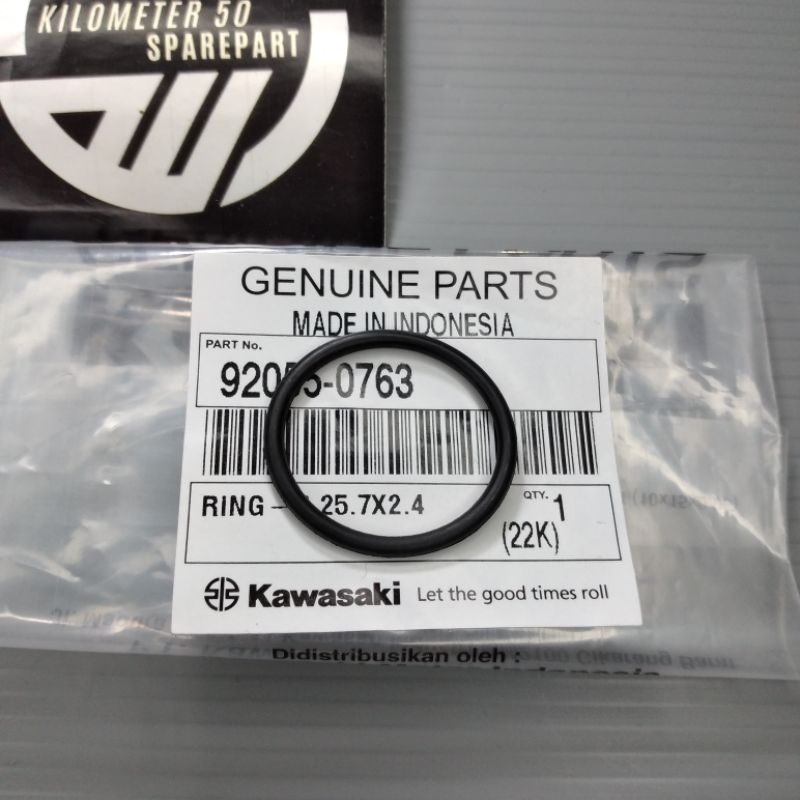 KILOMETER 50
SPAREPART
GENUINE PARTS
MADE IN INDONESIA
PART No.
92055-0763
RING - 25.7X2.4
QTY. 1
(22K)
Kawasaki Let the good times roll
Didistribusikan oleh :